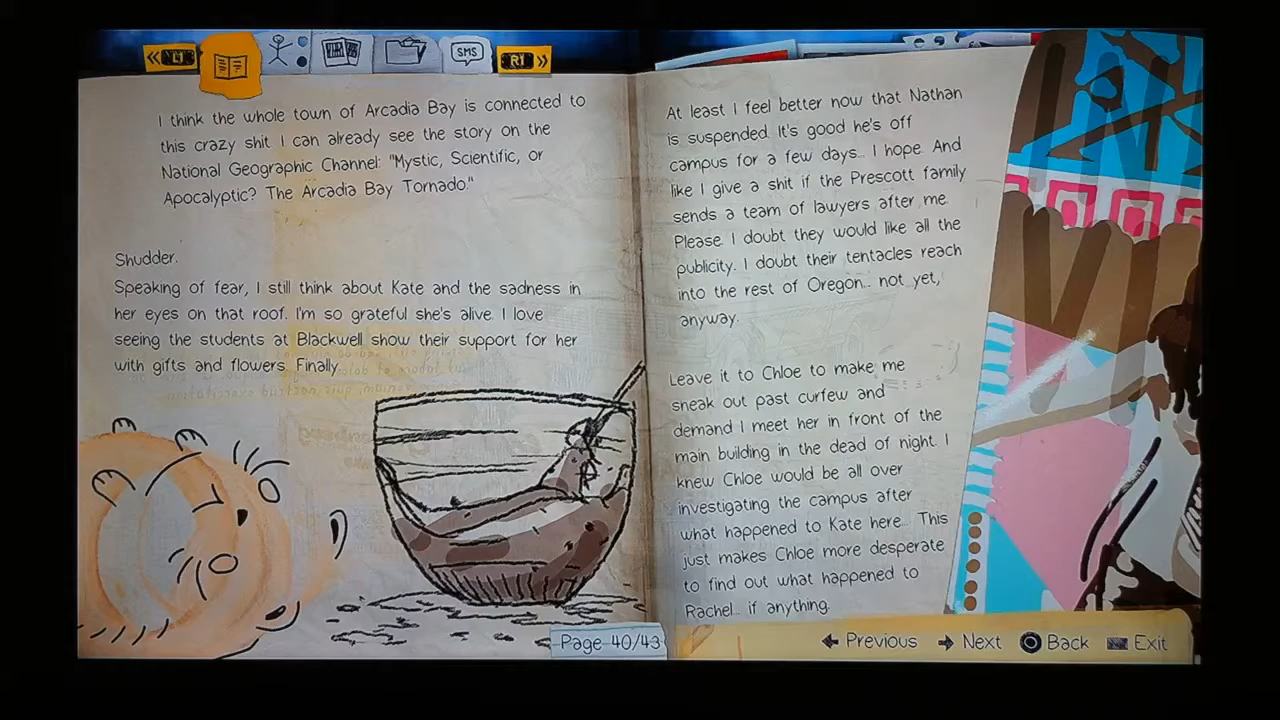 L1
SMS
R1
I think the whole town of Arcadia Bay is connected to
this crazy shit. I can already see the story on the
National Geographic Channel: "Mystic, Scientific, or
Apocalyptic? The Arcadia Bay Tornado."
Shudder.
Speaking of fear, I still think about Kate and the sadness in
her eyes on that roof. I'm so grateful she's alive. I love
seeing the students at Blackwell show their support for her
with gifts and flowers. Finally.
At least I feel better now that Nathan
is suspended. It's good he's off
campus for a few days... I hope. And
like I give a shit if the Prescott family
sends a team of lawyers after me.
Please. I doubt they would like all the
publicity. I doubt their tentacles reach
into the rest of Oregon... not yet,
anyway.
Leave it to Chloe to make me
sneak out past curfew and
demand I meet her in front of the
main building in the dead of night. I
knew Chloe would be all over
investigating the campus after
what happened to Kate here... This
just makes Chloe more desperate
to find out what happened to
Rachel... if anything.
Page 40/43
Previous Next Back Exit